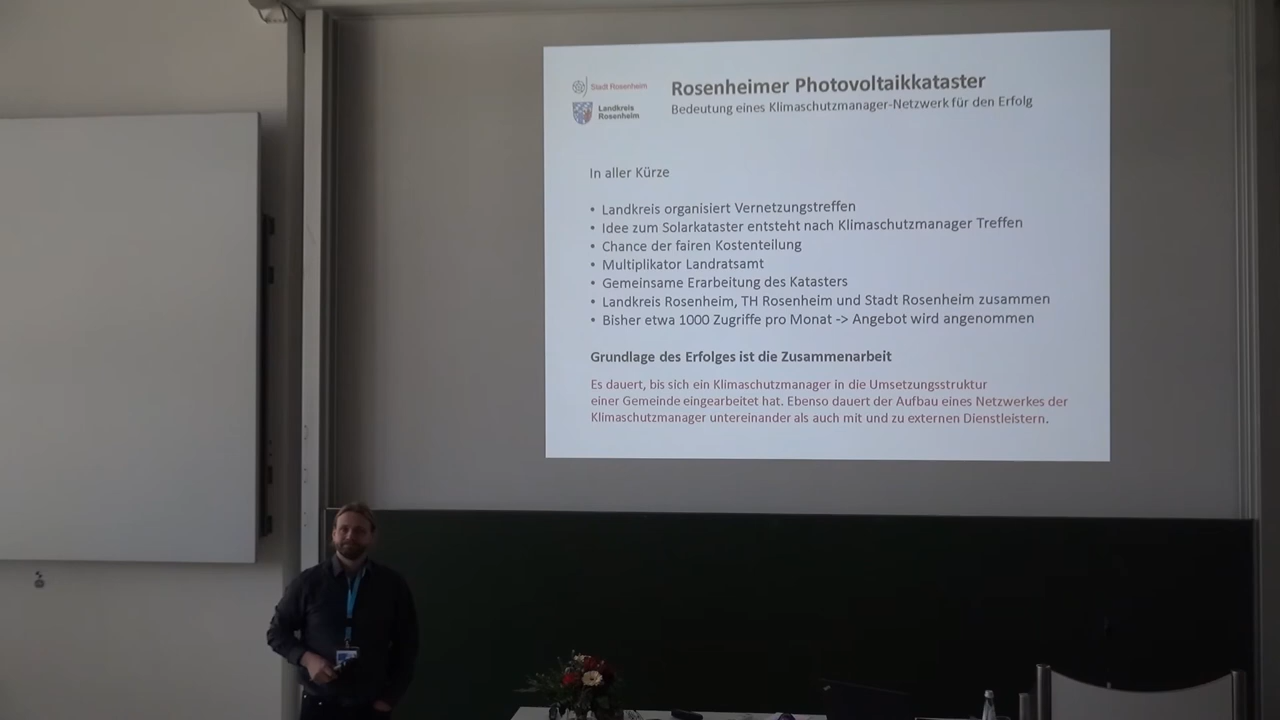 Stadt Rosenheim
Landkreis
Rosenheim
Rosenheimer Photovoltaikkataster
Bedeutung eines Klimaschutzmanager-Netzwerk für den Erfolg
In aller Kürze
• Landkreis organisiert Vernetzungstreffen
• Idee zum Solarkataster entsteht nach Klimaschutzmanager Treffen
• Chance der fairen Kostenteilung
• Multiplikator Landratsamt
• Gemeinsame Erarbeitung des Katasters
• Landkreis Rosenheim, TH Rosenheim und Stadt Rosenheim zusammen
• Bisher etwa 1000 Zugriffe pro Monat -> Angebot wird angenommen
Grundlage des Erfolges ist die Zusammenarbeit
Es dauert, bis sich ein Klimaschutzmanager in die Umsetzungsstruktur
einer Gemeinde eingearbeitet hat. Ebenso dauert der Aufbau eines Netzwerkes der
Klimaschutzmanager untereinander als auch mit und zu externen Dienstleistern.